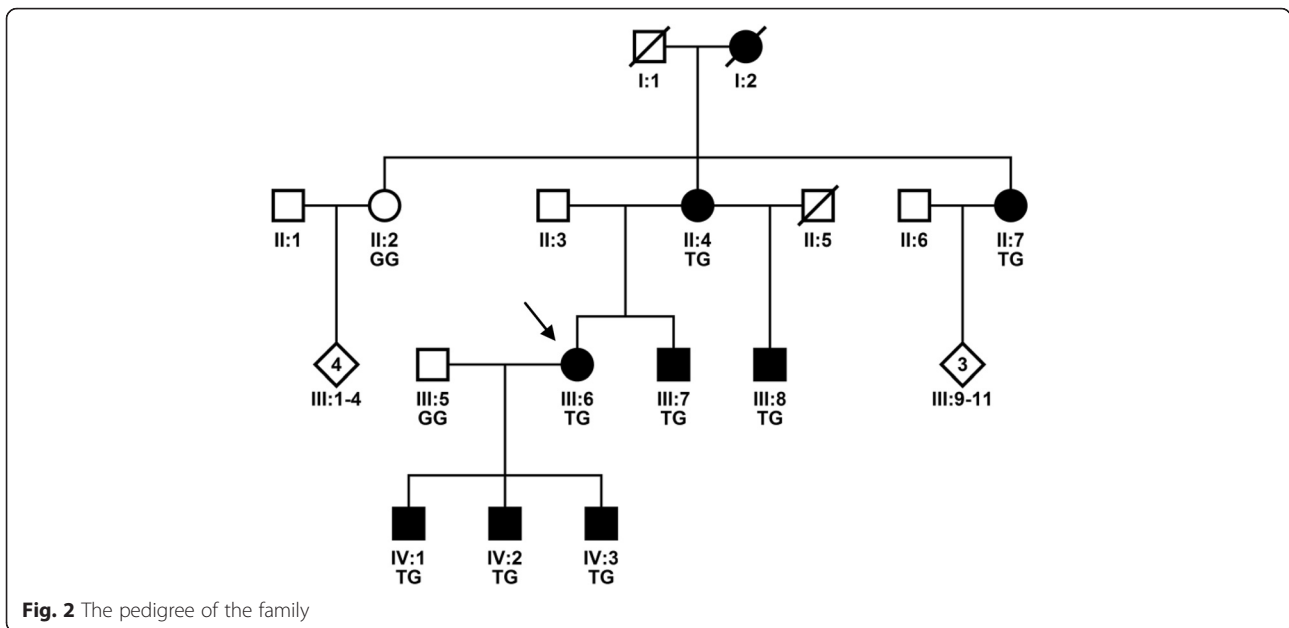 I:1 I:2
II:1 II:2 II:3 II:4 II:5 II:6 II:7
GG TG TG
4 3
III:1-4 III:5 III:6 III:7 III:8 III:9-11
GG TG TG TG
IV:1 IV:2 IV:3
TG TG TG
Fig. 2 The pedigree of the family